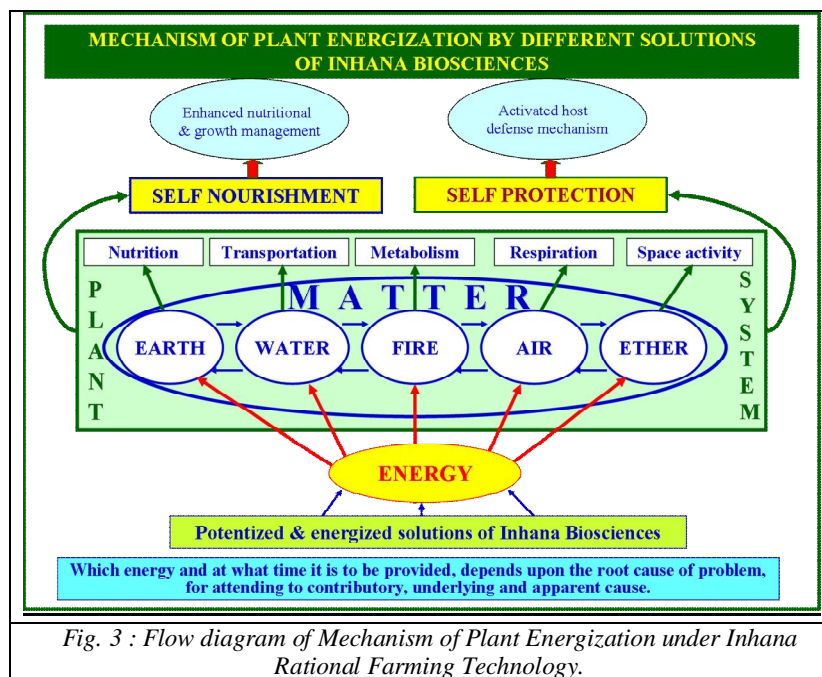 MECHANISM OF PLANT ENERGIZATION BY DIFFERENT SOLUTIONS
OF INHANA BIOSCIENCES
Enhanced nutritional
& growth management
Activated host
defense mechanism
SELF NOURISHMENT
SELF PROTECTION
Nutrition
Transportation
Metabolism
Respiration
Space activity
PLANT
MATTER
SYSTEM
EARTH
WATER
FIRE
AIR
ETHER
ENERGY
Potentized & energized solutions of Inhana Biosciences
Which energy and at what time it is to be provided, depends upon the root cause of problem,
for attending to contributory, underlying and apparent cause.
Fig. 3 : Flow diagram of Mechanism of Plant Energization under Inhana
Rational Farming Technology.